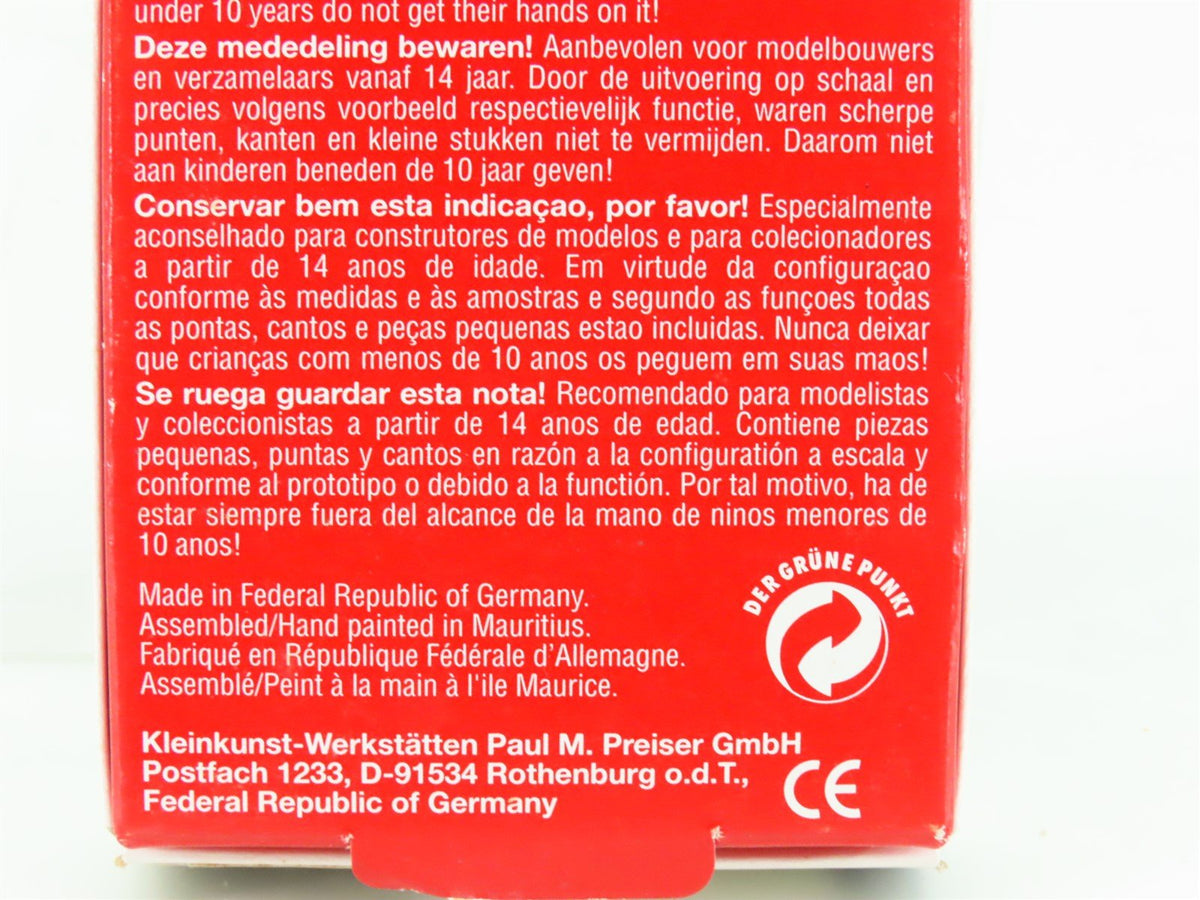 under 10 years do not get their hands on it!
Deze mededeling bewaren! Aanbevolen voor modelbouwers
en verzamelaars vanaf 14 jaar. Door de uitvoering op schaal en
precies volgens voorbeeld respectievelijk functie, waren scherpe
punten, kanten en kleine stukken niet te vermijden. Daarom niet
aan kinderen beneden de 10 jaar geven!
Conservar bem esta indicaçao, por favor! Especialmente
aconselhado para construtores de modelos e para colecionadores
a partir de 14 anos de idade. Em virtude da configuraçao
conforme às medidas e às amostras e segundo as funçoes todas
as pontas, cantos e peças pequenas estao incluidas. Nunca deixar
que crianças com menos de 10 anos os peguem em suas maos!
Se ruega guardar esta nota! Recomendado para modelistas
y coleccionistas a partir de 14 anos de edad. Contiene piezas
pequenas, puntas y cantos en razón a la configuratión a escala y
conforme al prototipo o debido a la functión. Por tal motivo, ha de
estar siempre fuera del alcance de la mano de ninos menores de
10 anos!
DER GRÜNE PUNKT
Made in Federal Republic of Germany.
Assembled/Hand painted in Mauritius.
Fabriqué en République Fédérale d'Allemagne.
Assemblé/Peint à la main à l'ile Maurice.
Kleinkunst-Werkstätten Paul M. Preiser GmbH
Postfach 1233, D-91534 Rothenburg o.d.T.,
Federal Republic of Germany
CE